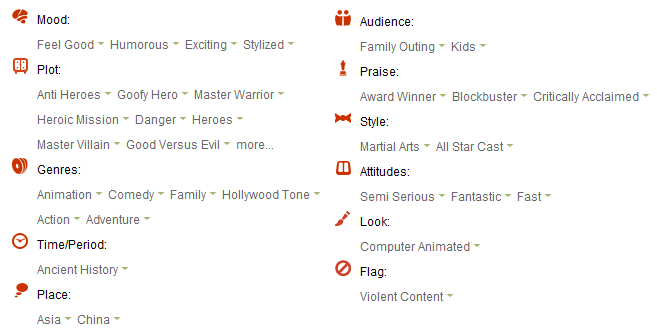 Mood:
Feel Good Humorous Exciting Stylized
Plot:
Anti Heroes Goofy Hero Master Warrior
Heroic Mission Danger Heroes
Master Villain Good Versus Evil more...
Genres:
Animation Comedy Family Hollywood Tone
Action Adventure
Time/Period:
Ancient History
Place:
Asia China
Audience:
Family Outing Kids
Praise:
Award Winner Blockbuster Critically Acclaimed
Style:
Martial Arts All Star Cast
Attitudes:
Semi Serious Fantastic Fast
Look:
Computer Animated
Flag:
Violent Content